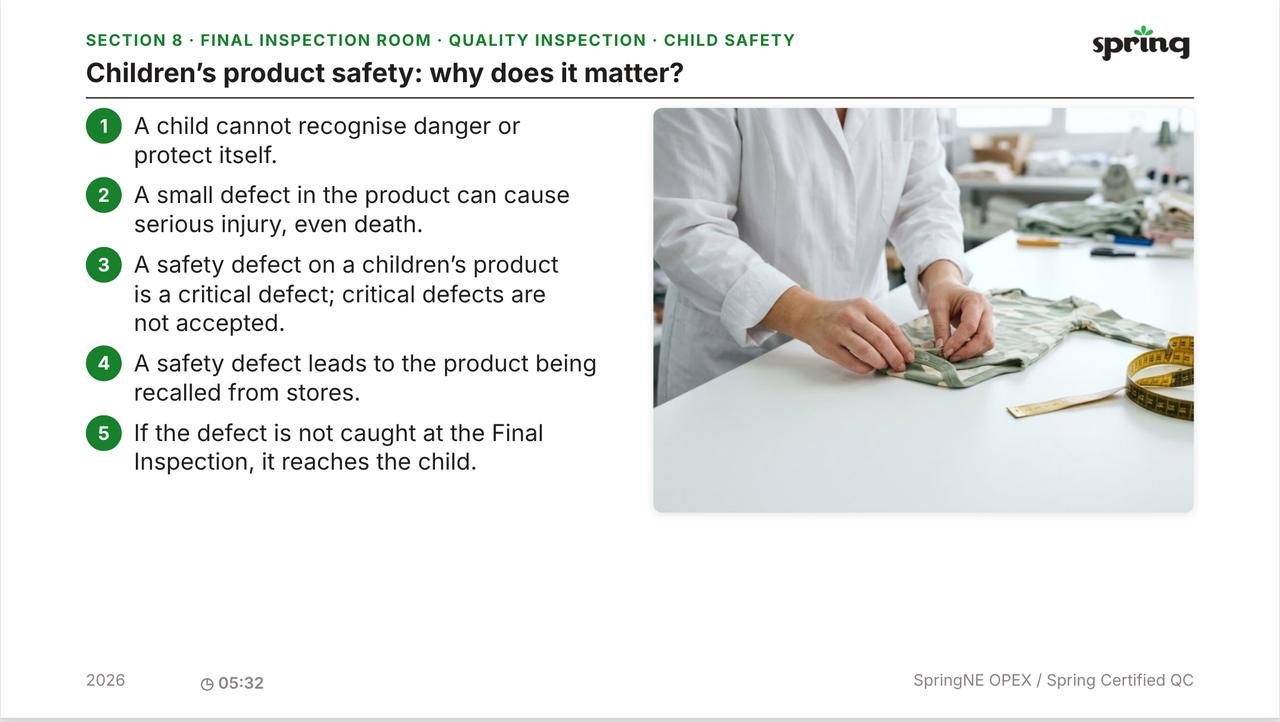 SECTION 8 · FINAL INSPECTION ROOM · QUALITY INSPECTION · CHILD SAFETY
spring
Children’s product safety: why does it matter?
1 A child cannot recognise danger or
protect itself.
2 A small defect in the product can cause
serious injury, even death.
3 A safety defect on a children’s product
is a critical defect; critical defects are
not accepted.
4 A safety defect leads to the product being
recalled from stores.
5 If the defect is not caught at the Final
Inspection, it reaches the child.
2026
05:32
SpringNE OPEX / Spring Certified QC